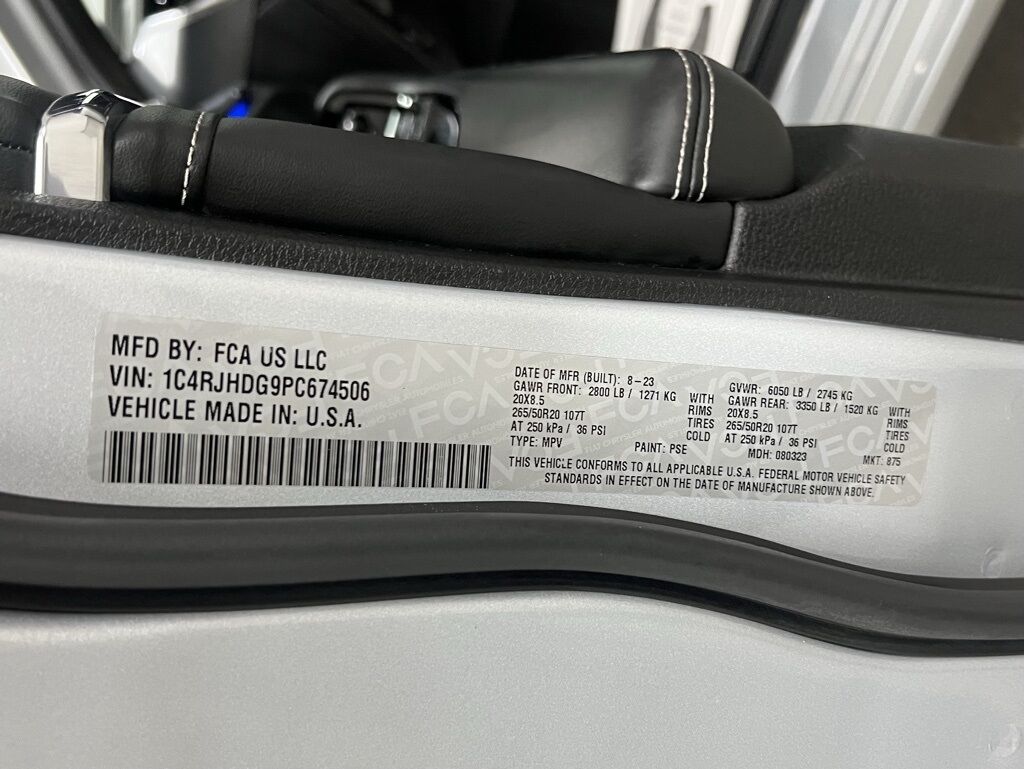 MFD BY: FCA US LLC
VIN: 1C4RJHDG9PC674506
VEHICLE MADE IN: U.S.A.
DATE OF MFR (BUILT): 8-23
GAWR FRONT: 2800 LB / 1271 KG WITH
20X8.5 RIMS
265/50R20 107T TIRES
AT 250 kPa / 36 PSI COLD
TYPE: MPV PAINT: PSE
GVWR: 6050 LB / 2745 KG
GAWR REAR: 3350 LB / 1520 KG WITH
20X8.5 RIMS
265/50R20 107T TIRES
AT 250 kPa / 36 PSI COLD
MDH: 080323 MKT: 875
THIS VEHICLE CONFORMS TO ALL APPLICABLE U.S.A. FEDERAL MOTOR VEHICLE SAFETY
STANDARDS IN EFFECT ON THE DATE OF MANUFACTURE SHOWN ABOVE.